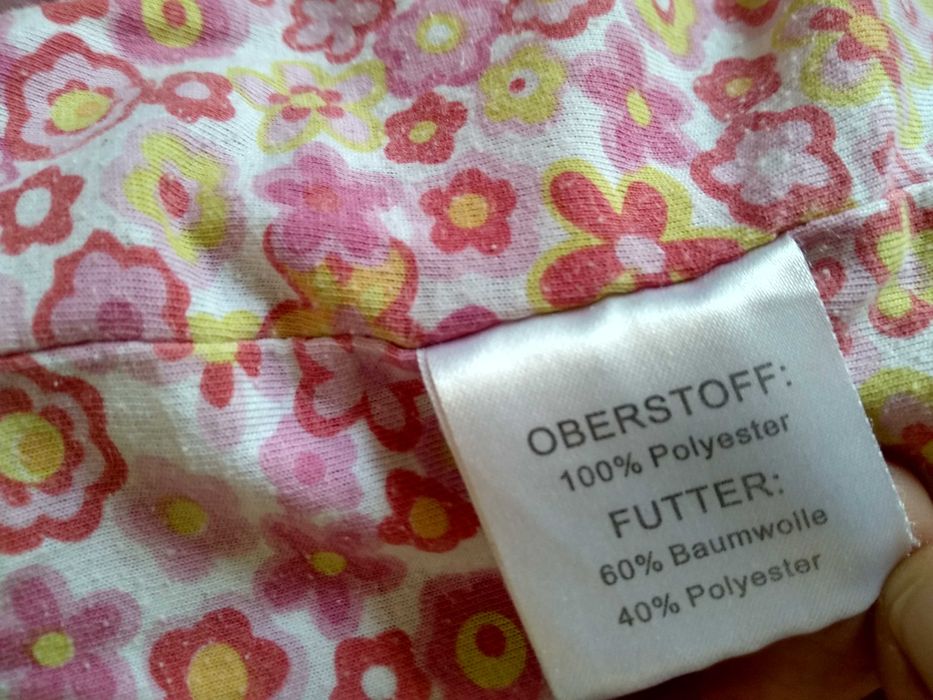 OBERSTOFF:
100% Polyester
FUTTER:
60% Baumwolle
40% Polyester